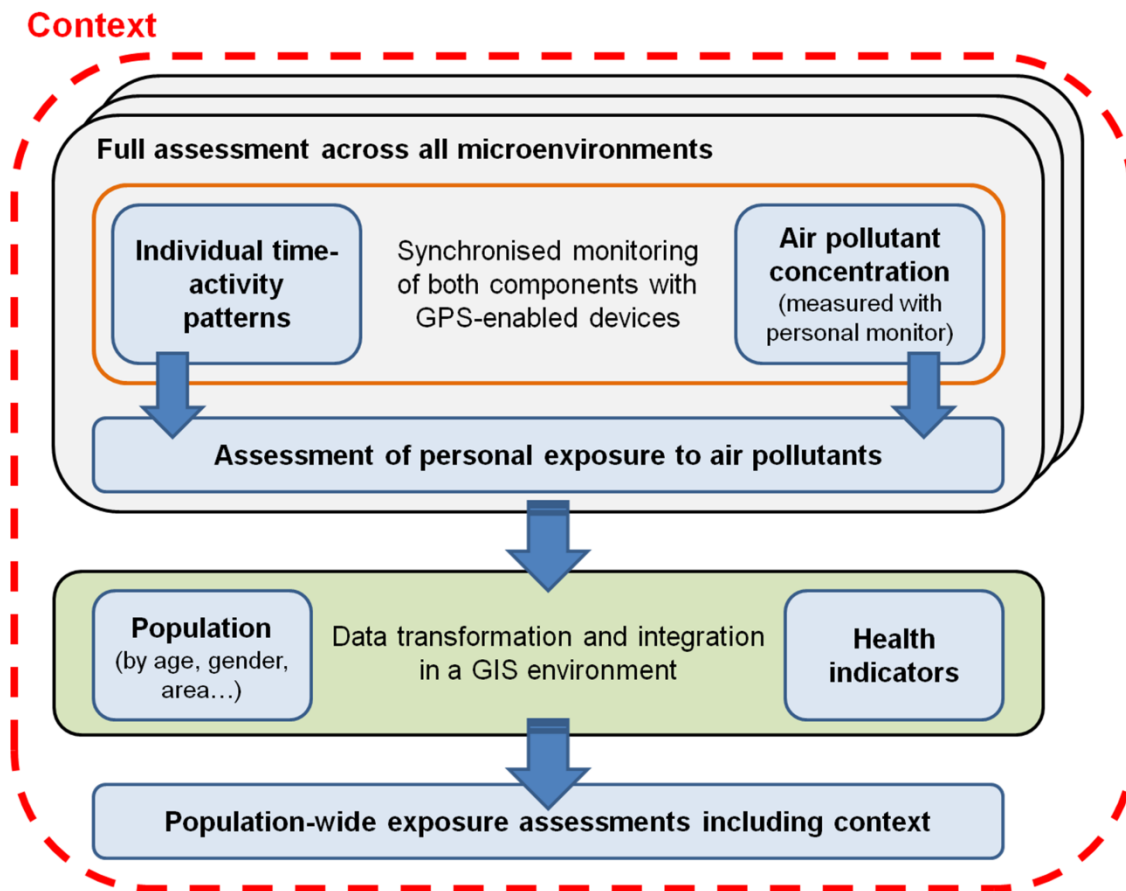 Context
Full assessment across all microenvironments
Individual time-
activity
patterns
Synchronised monitoring
of both components with
GPS-enabled devices
Air pollutant
concentration
(measured with
personal monitor)
Assessment of personal exposure to air pollutants
Population
(by age, gender,
area…)
Data transformation and integration
in a GIS environment
Health
indicators
Population-wide exposure assessments including context